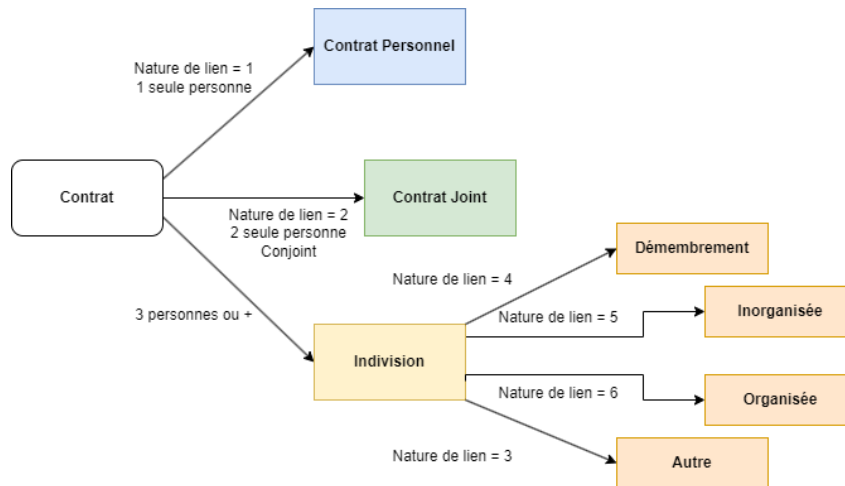 Contrat Personnel
Nature de lien = 1
1 seule personne
Contrat
Contrat Joint
Nature de lien = 2
2 seule personne
Conjoint
Démembrement
Nature de lien = 4
3 personnes ou +
Nature de lien = 5
Inorganisée
Indivision
Nature de lien = 6
Organisée
Nature de lien = 3
Autre